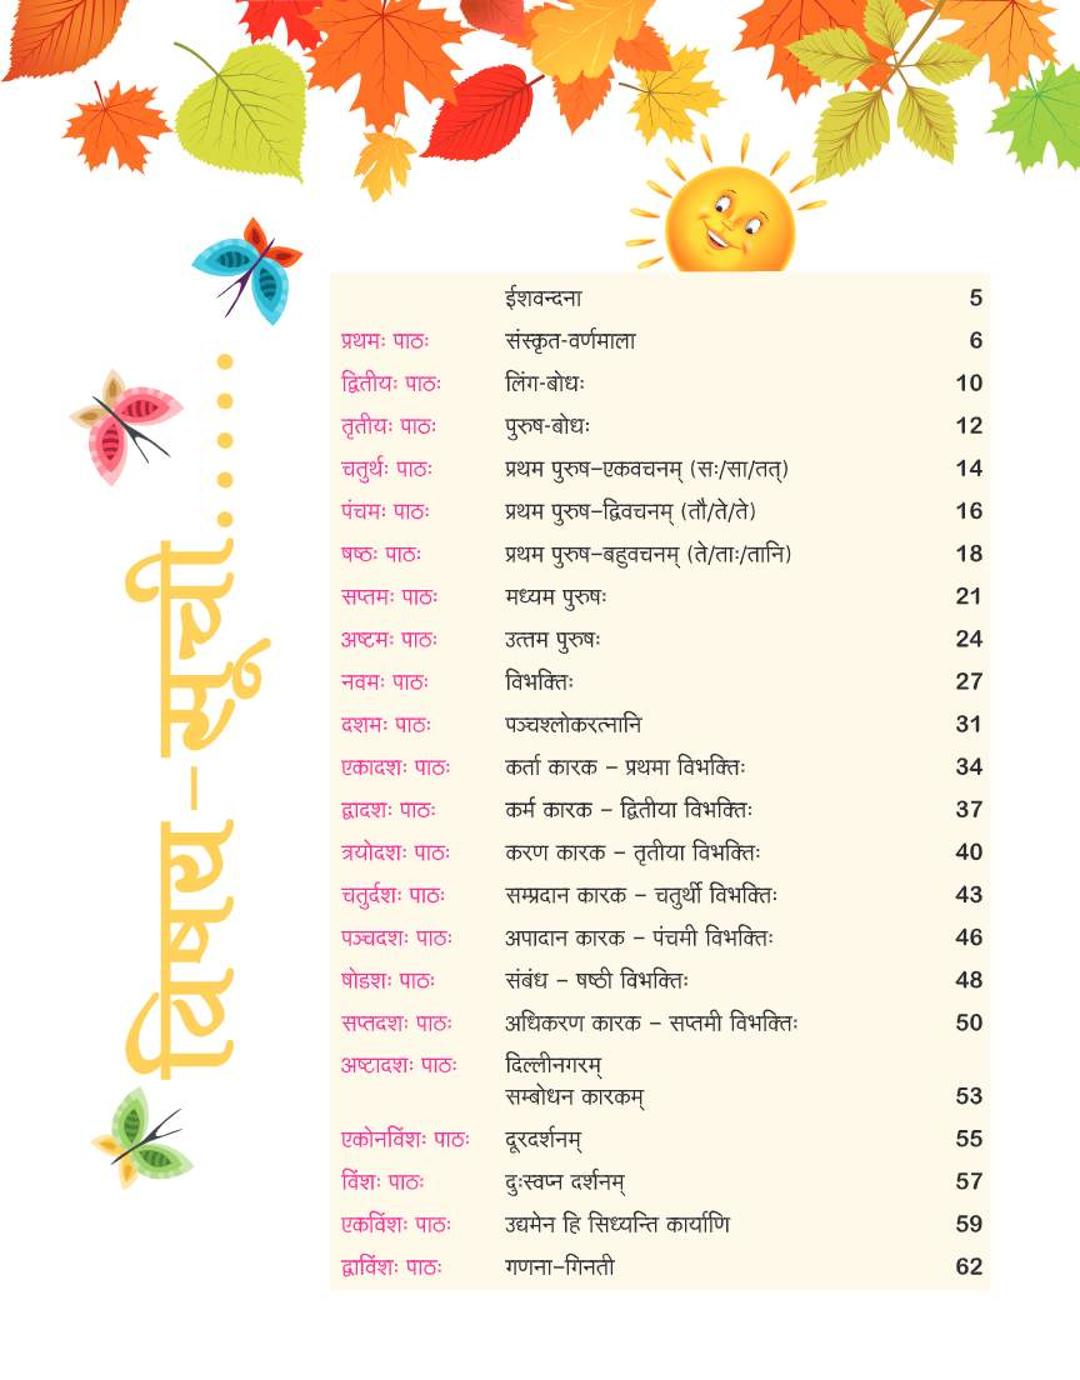 विषय-सूची.....
ईशवन्दना 5
प्रथमः पाठः संस्कृत-वर्णमाला 6
द्वितीयः पाठः लिंग-बोधः 10
तृतीयः पाठः पुरुष-बोधः 12
चतुर्थः पाठः प्रथम पुरुष–एकवचनम् (सः/सा/तत्) 14
पंचमः पाठः प्रथम पुरुष–द्विवचनम् (तौ/ते/ते) 16
षष्ठः पाठः प्रथम पुरुष–बहुवचनम् (ते/ताः/तानि) 18
सप्तमः पाठः मध्यम पुरुषः 21
अष्टमः पाठः उत्तम पुरुषः 24
नवमः पाठः विभक्तिः 27
दशमः पाठः पञ्चश्लोकरत्नानि 31
एकादशः पाठः कर्ता कारक – प्रथमा विभक्तिः 34
द्वादशः पाठः कर्म कारक – द्वितीया विभक्तिः 37
त्रयोदशः पाठः करण कारक – तृतीया विभक्तिः 40
चतुर्दशः पाठः सम्प्रदान कारक – चतुर्थी विभक्तिः 43
पञ्चदशः पाठः अपादान कारक – पंचमी विभक्तिः 46
षोडशः पाठः संबंध – षष्ठी विभक्तिः 48
सप्तदशः पाठः अधिकरण कारक – सप्तमी विभक्तिः 50
अष्टादशः पाठः दिल्लीनगरम्
सम्बोधन कारकम् 53
एकोनविंशः पाठः दूरदर्शनम् 55
विंशः पाठः दुःस्वप्न दर्शनम् 57
एकविंशः पाठः उद्यमेन हि सिध्यन्ति कार्याणि 59
द्वाविंशः पाठः गणना–गिनती 62